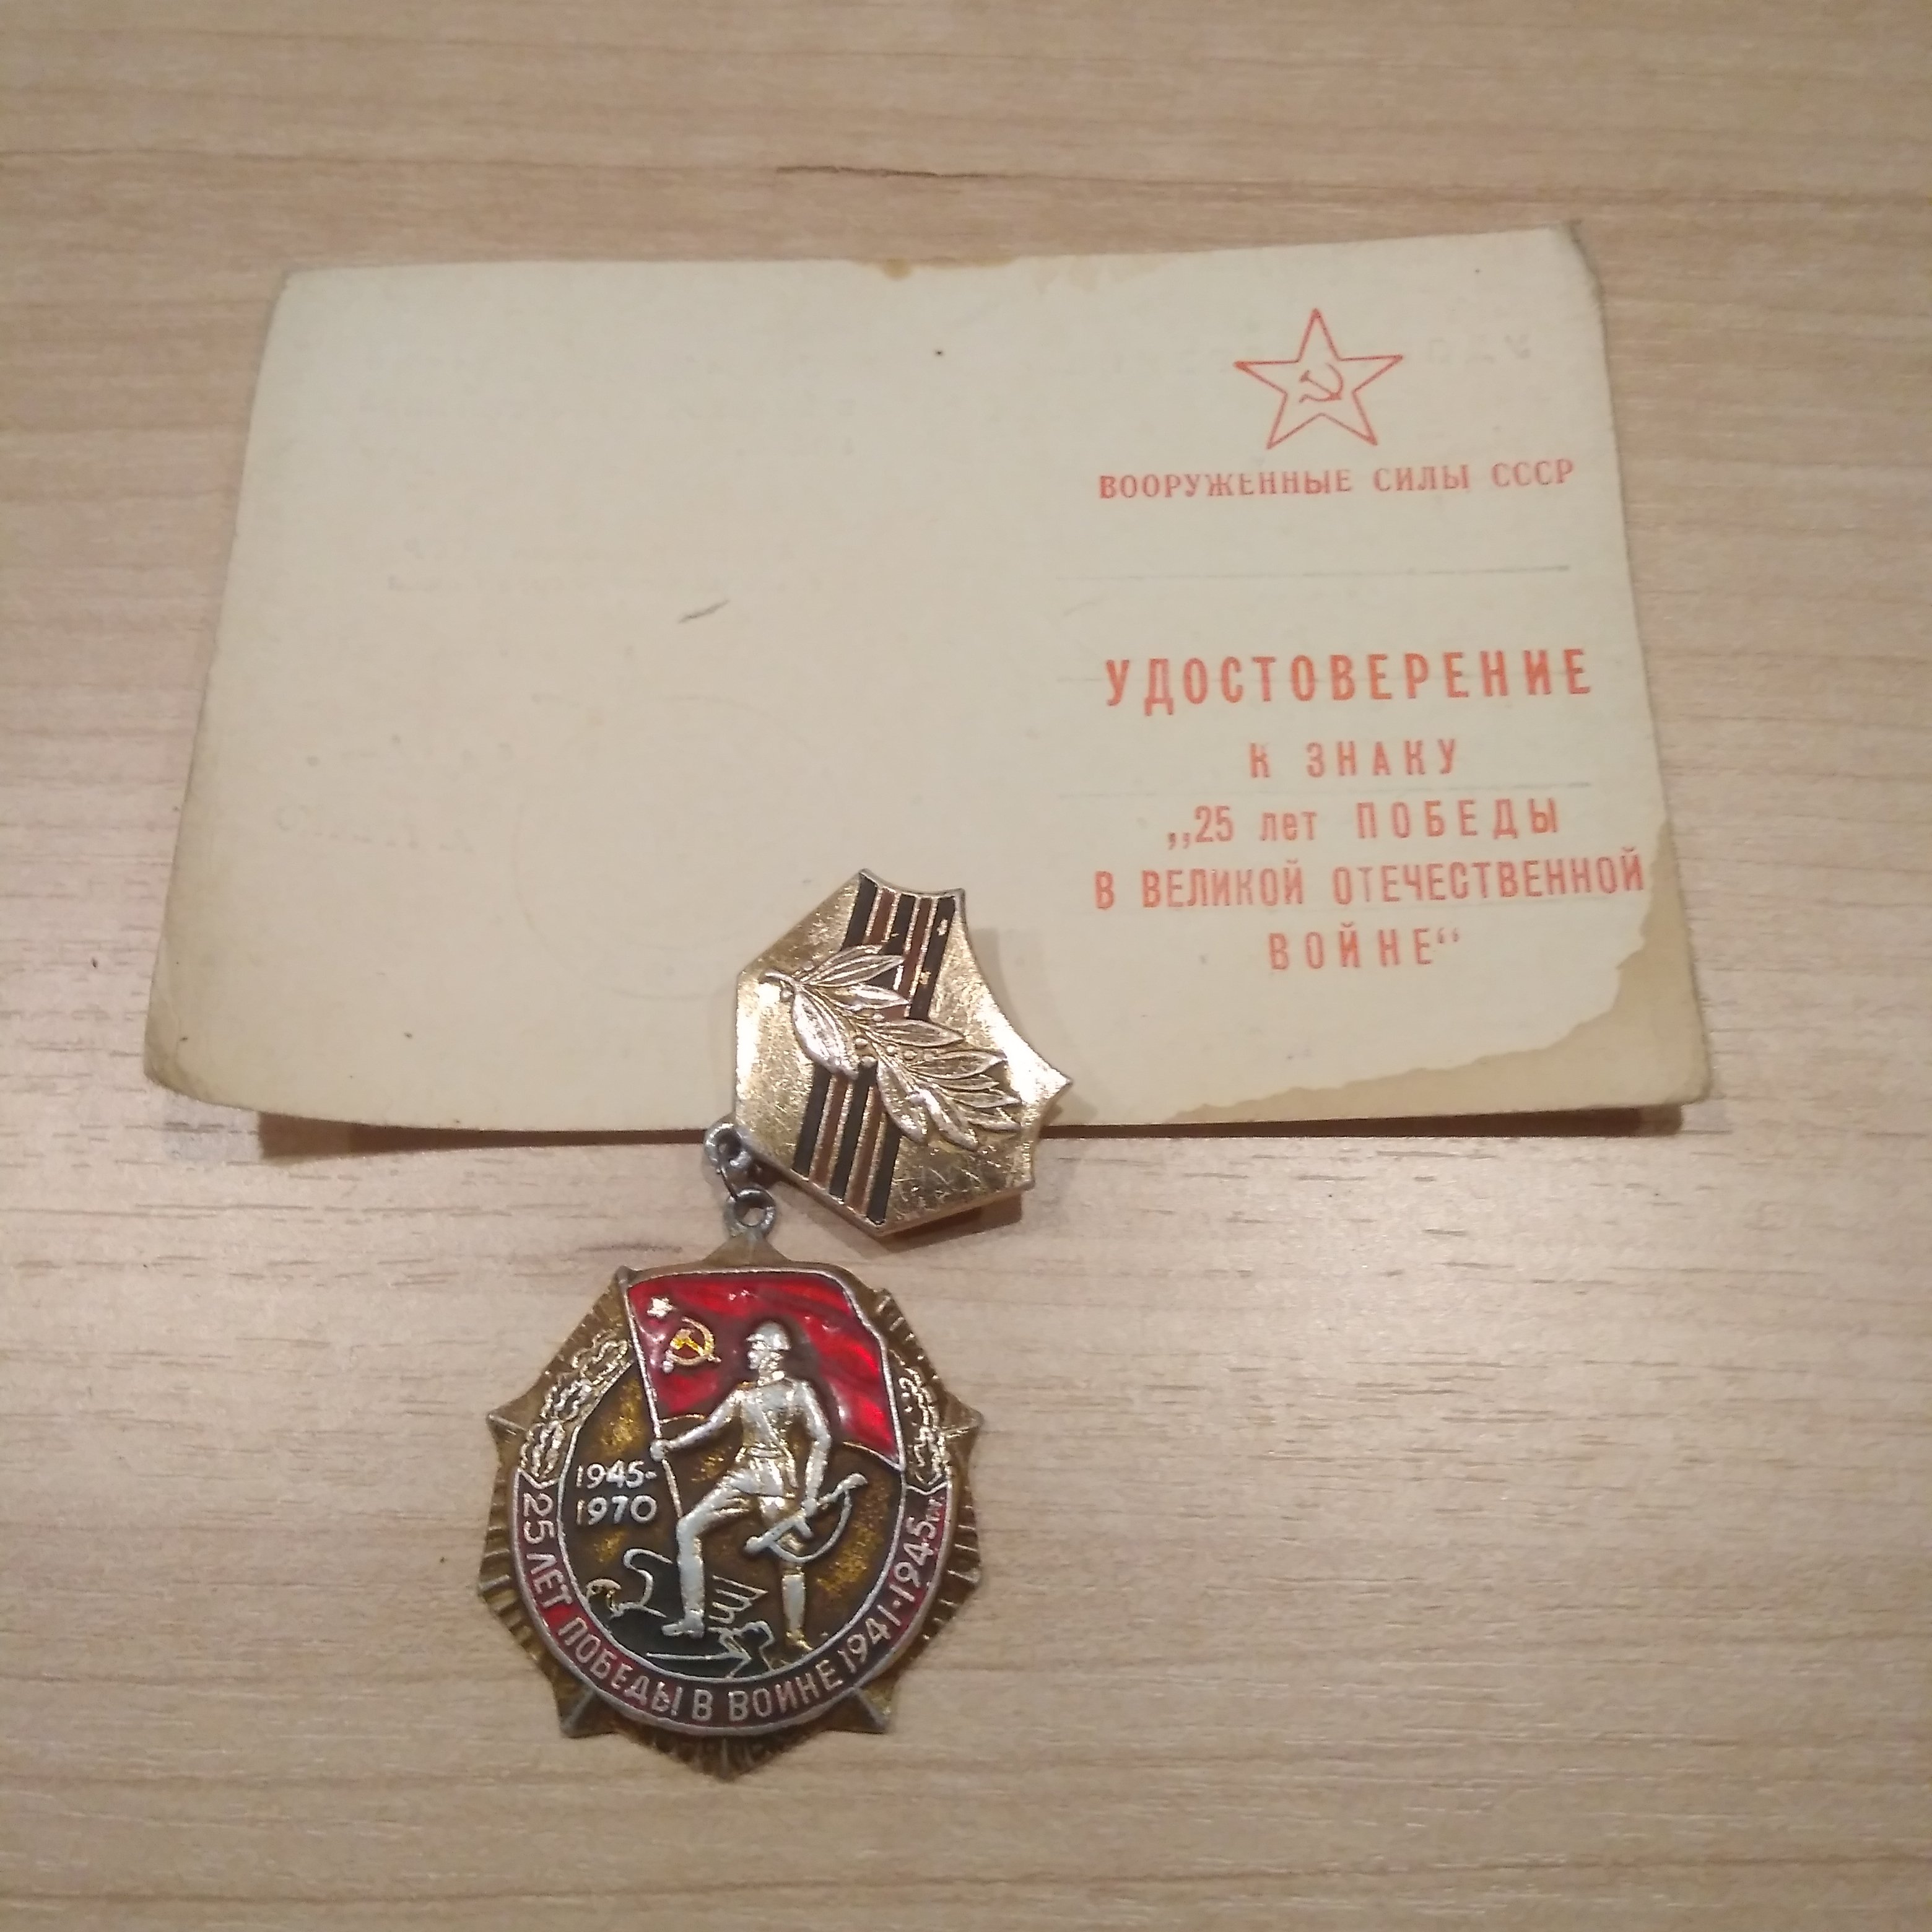 ВООРУЖЕННЫЕ СИЛЫ СССР
УДОСТОВЕРЕНИЕ
К ЗНАКУ
„25 лет ПОБЕДЫ
В ВЕЛИКОЙ ОТЕЧЕСТВЕННОЙ
ВОЙНЕ“
1945-
1970
25 ЛЕТ ПОБЕДЫ В ВОЙНЕ 1941-1945